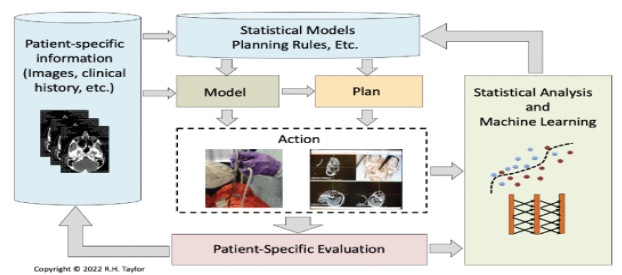 Patient-specific
information
(Images, clinical
history, etc.)
Statistical Models
Planning Rules, Etc.
Model
Plan
Action
Statistical Analysis
and
Machine Learning
Patient-Specific Evaluation
Copyright © 2022 R.H. Taylor